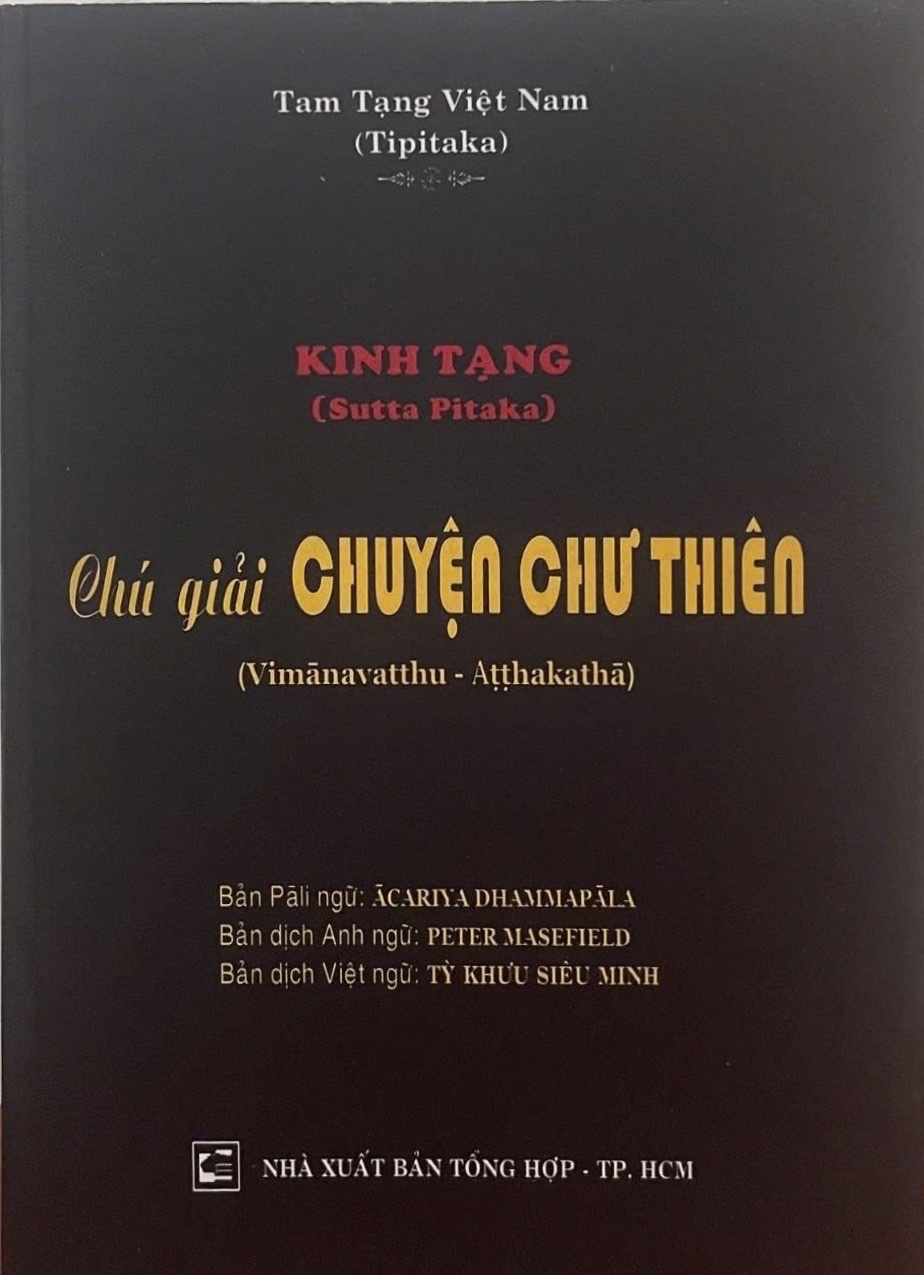 Tam Tạng Việt Nam
(Tipitaka)
KINH TẠNG
(Sutta Pitaka)
Chú giải CHUYỆN CHƯ THIÊN
(Vimānavatthu - Aṭṭhakathā)
Bản Pāli ngữ: ĀCARIYA DHAMMAPĀLA
Bản dịch Anh ngữ: PETER MASEFIELD
Bản dịch Việt ngữ: TỲ KHƯU SIÊU MINH
NHÀ XUẤT BẢN TỔNG HỢP - TP. HCM